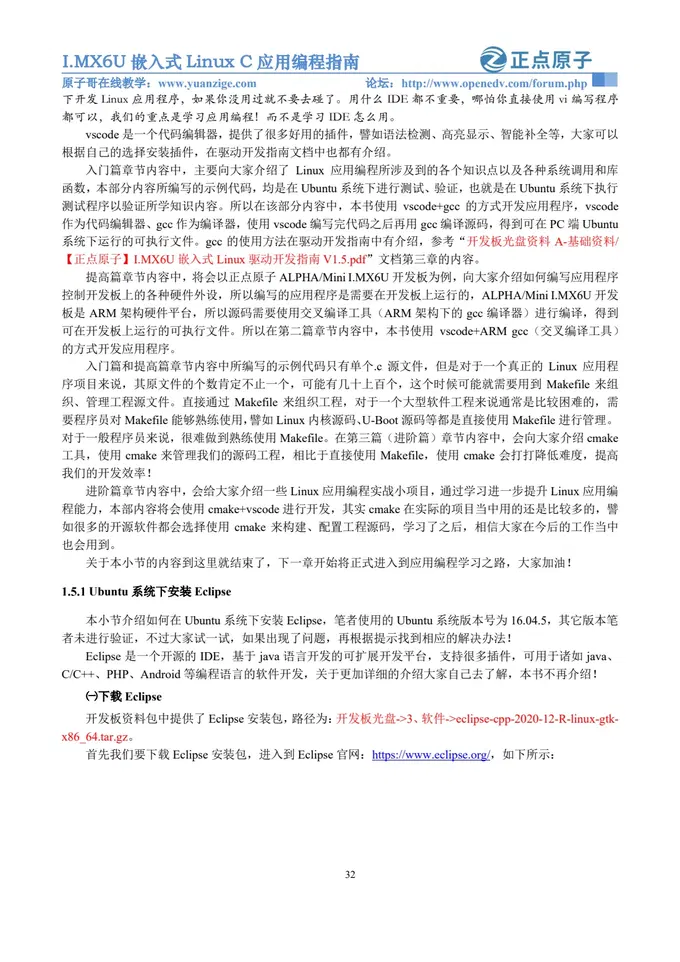 I.MX6U 嵌入式 Linux C 应用编程指南
正点原子
原子哥在线教学：www.yuanzige.com 论坛：http://www.openedv.com/forum.php
下开发 Linux 应用程序，如果你没用过就不要去碰了。用什么 IDE 都不重要，哪怕你直接使用 vi 编写程序
都可以，我们的重点是学习应用编程！而不是学习 IDE 怎么用。
vscode 是一个代码编辑器，提供了很多好用的插件，譬如语法检测、高亮显示、智能补全等，大家可以
根据自己的选择安装插件，在驱动开发指南文档中也都有介绍。
入门篇章节内容中，主要向大家介绍了 Linux 应用编程所涉及到的各个知识点以及各种系统调用和库
函数，本部分内容所编写的示例代码，均是在 Ubuntu 系统下进行测试、验证，也就是在 Ubuntu 系统下执行
测试程序以验证所学知识内容。所以在该部分内容中，本书使用 vscode+gcc 的方式开发应用程序，vscode
作为代码编辑器、gcc 作为编译器，使用 vscode 编写完代码之后再用 gcc 编译源码，得到可在 PC 端 Ubuntu
系统下运行的可执行文件。gcc 的使用方法在驱动开发指南中有介绍，参考“开发板光盘资料 A-基础资料/
【正点原子】I.MX6U 嵌入式 Linux 驱动开发指南 V1.5.pdf”文档第三章的内容。
提高篇章节内容中，将会以正点原子 ALPHA/Mini I.MX6U 开发板为例，向大家介绍如何编写应用程序
控制开发板上的各种硬件外设，所以编写的应用程序是需要在开发板上运行的，ALPHA/Mini I.MX6U 开发
板是 ARM 架构硬件平台，所以源码需要使用交叉编译工具（ARM 架构下的 gcc 编译器）进行编译，得到
可在开发板上运行的可执行文件。所以在第二篇章节内容中，本书使用 vscode+ARM gcc（交叉编译工具）
的方式开发应用程序。
入门篇和提高篇章节内容中所编写的示例代码只有单个.c 源文件，但是对于一个真正的 Linux 应用程
序项目来说，其原文件的个数肯定不止一个，可能有几十上百个，这个时候可能就需要用到 Makefile 来组
织、管理工程源文件。直接通过 Makefile 来组织工程，对于一个大型软件工程来说通常是比较困难的，需
要程序员对 Makefile 能够熟练使用，譬如 Linux 内核源码、U-Boot 源码等都是直接使用 Makefile 进行管理。
对于一般程序员来说，很难做到熟练使用 Makefile。在第三篇（进阶篇）章节内容中，会向大家介绍 cmake
工具，使用 cmake 来管理我们的源码工程，相比于直接使用 Makefile，使用 cmake 会打打降低难度，提高
我们的开发效率！
进阶篇章节内容中，会给大家介绍一些 Linux 应用编程实战小项目，通过学习进一步提升 Linux 应用编
程能力，本部分内容将会使用 cmake+vscode 进行开发，其实 cmake 在实际的项目当中用的还是比较多的，譬
如很多的开源软件都会选择使用 cmake 来构建、配置工程源码，学习了之后，相信大家在今后的工作当中
也会用到。
关于本小节的内容到这里就结束了，下一章开始将正式进入到应用编程学习之路，大家加油！
1.5.1 Ubuntu 系统下安装 Eclipse
本小节介绍如何在 Ubuntu 系统下安装 Eclipse，笔者使用的 Ubuntu 系统版本号为 16.04.5，其它版本笔
者未进行验证，不过大家试一试，如果出现了问题，再根据提示找到相应的解决办法！
Eclipse 是一个开源的 IDE，基于 java 语言开发的可扩展开发平台，支持很多插件，可用于诸如 java、
C/C++、PHP、Android 等编程语言的软件开发，关于更加详细的介绍大家自己去了解，本书不再介绍！
㈠下载 Eclipse
开发板资料包中提供了 Eclipse 安装包，路径为：开发板光盘->3、软件->eclipse-cpp-2020-12-R-linux-gtk-
x86_64.tar.gz。
首先我们要下载 Eclipse 安装包，进入到 Eclipse 官网：https://www.eclipse.org/，如下所示：
32